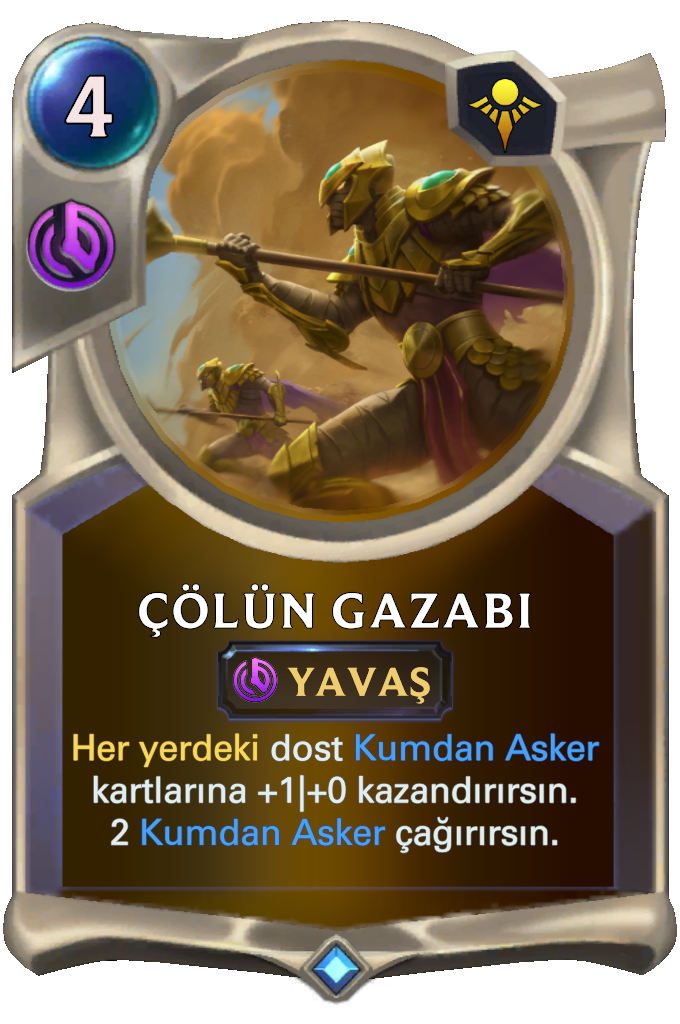 4
ÇÖLÜN GAZABI
YAVAŞ
Her yerdeki dost Kumdan Asker
kartlarına +1|+0 kazandırırsın.
2 Kumdan Asker çağırırsın.